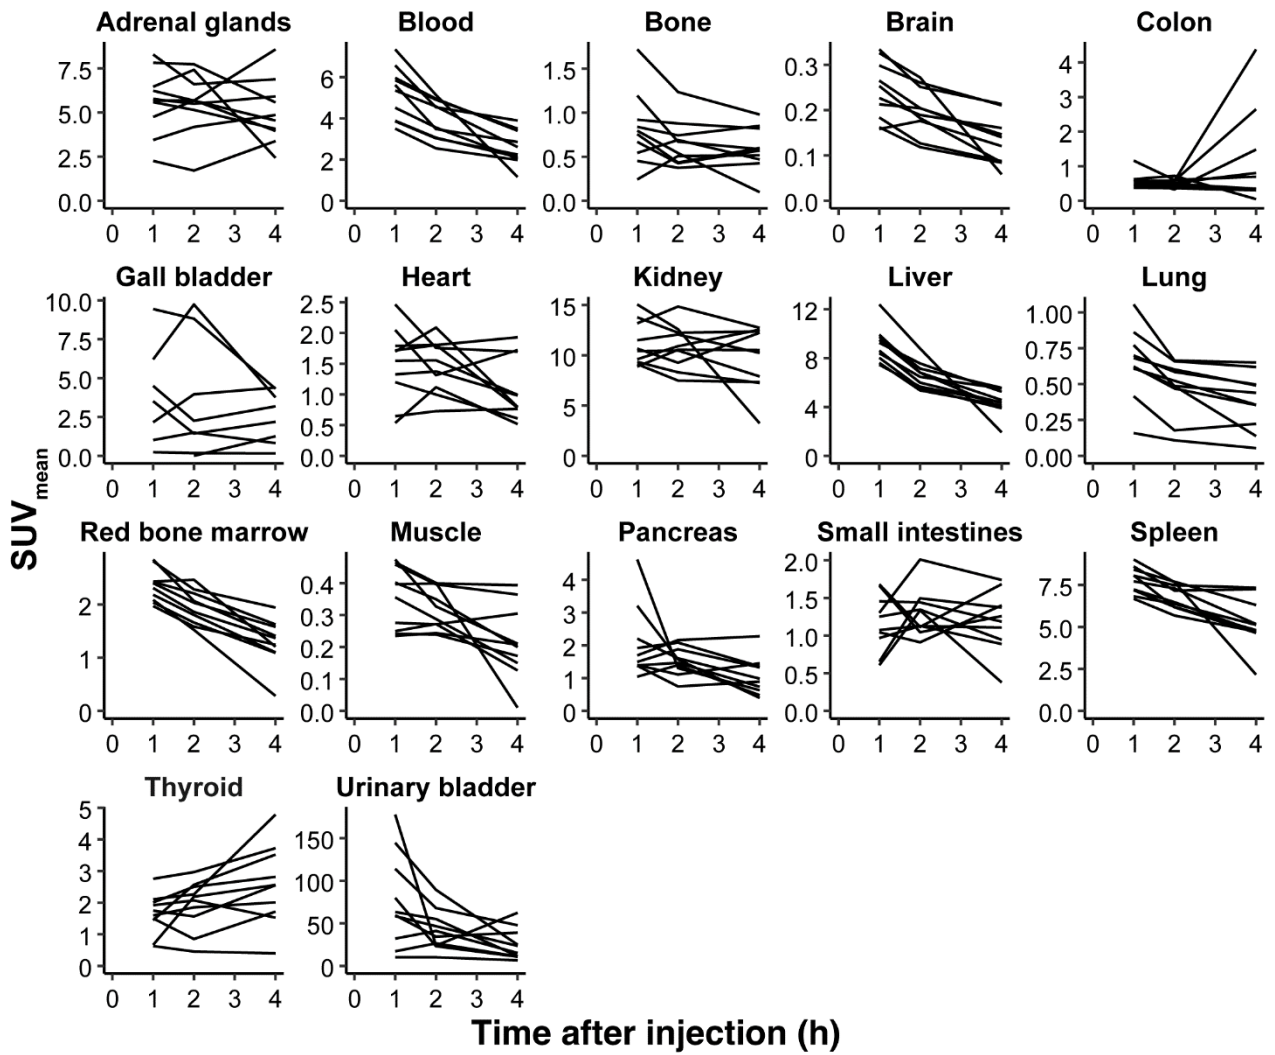 Adrenal glands Blood Bone Brain Colon
7.5 6 1.5 0.3 4
5.0 4 1.0 0.2 3
2.5 2 0.5 0.1 2
0.0 0 0.0 0.0 1
0
0 1 2 3 4 0 1 2 3 4 0 1 2 3 4 0 1 2 3 4 0 1 2 3 4
Gall bladder Heart Kidney Liver Lung
10.0 2.5 15 12 1.00
7.5 2.0 10 8 0.75
5.0 1.5 5 4 0.50
2.5 1.0 0 0 0.25
0.0 0.5 0.00
0.0
0 1 2 3 4 0 1 2 3 4 0 1 2 3 4 0 1 2 3 4 0 1 2 3 4
SUVmean
Red bone marrow Muscle Pancreas Small intestines Spleen
2 0.4 4 2.0 7.5
1 0.3 3 1.5 5.0
0 0.2 2 1.0 2.5
0.1 1 0.5 0.0
0.0 0 0.0
0 1 2 3 4 0 1 2 3 4 0 1 2 3 4 0 1 2 3 4 0 1 2 3 4
Thyroid Urinary bladder
5 150
4 100
3 50
2 0
1
0
0 1 2 3 4 0 1 2 3 4
Time after injection (h)